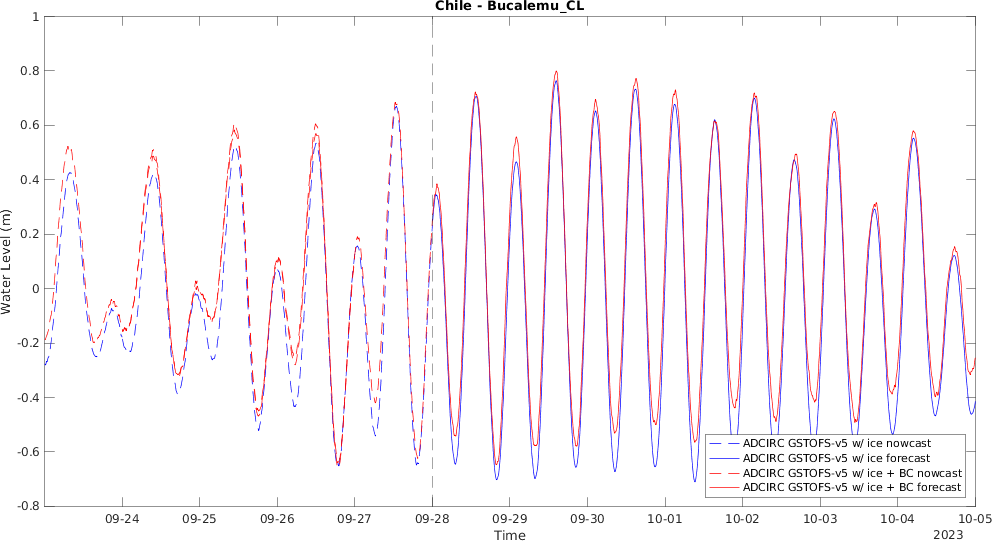 Chile - Bucalemu_CL
1
0.8
0.6
0.4
0.2
0
-0.2
-0.4
-0.6
-0.8
Water Level (m)
ADCIRC GSTOFS-v5 w/ ice nowcast
ADCIRC GSTOFS-v5 w/ ice forecast
ADCIRC GSTOFS-v5 w/ ice + BC nowcast
ADCIRC GSTOFS-v5 w/ ice + BC forecast
09-24 09-25 09-26 09-27 09-28 09-29 09-30 10-01 10-02 10-03 10-04 10-05
Time
2023